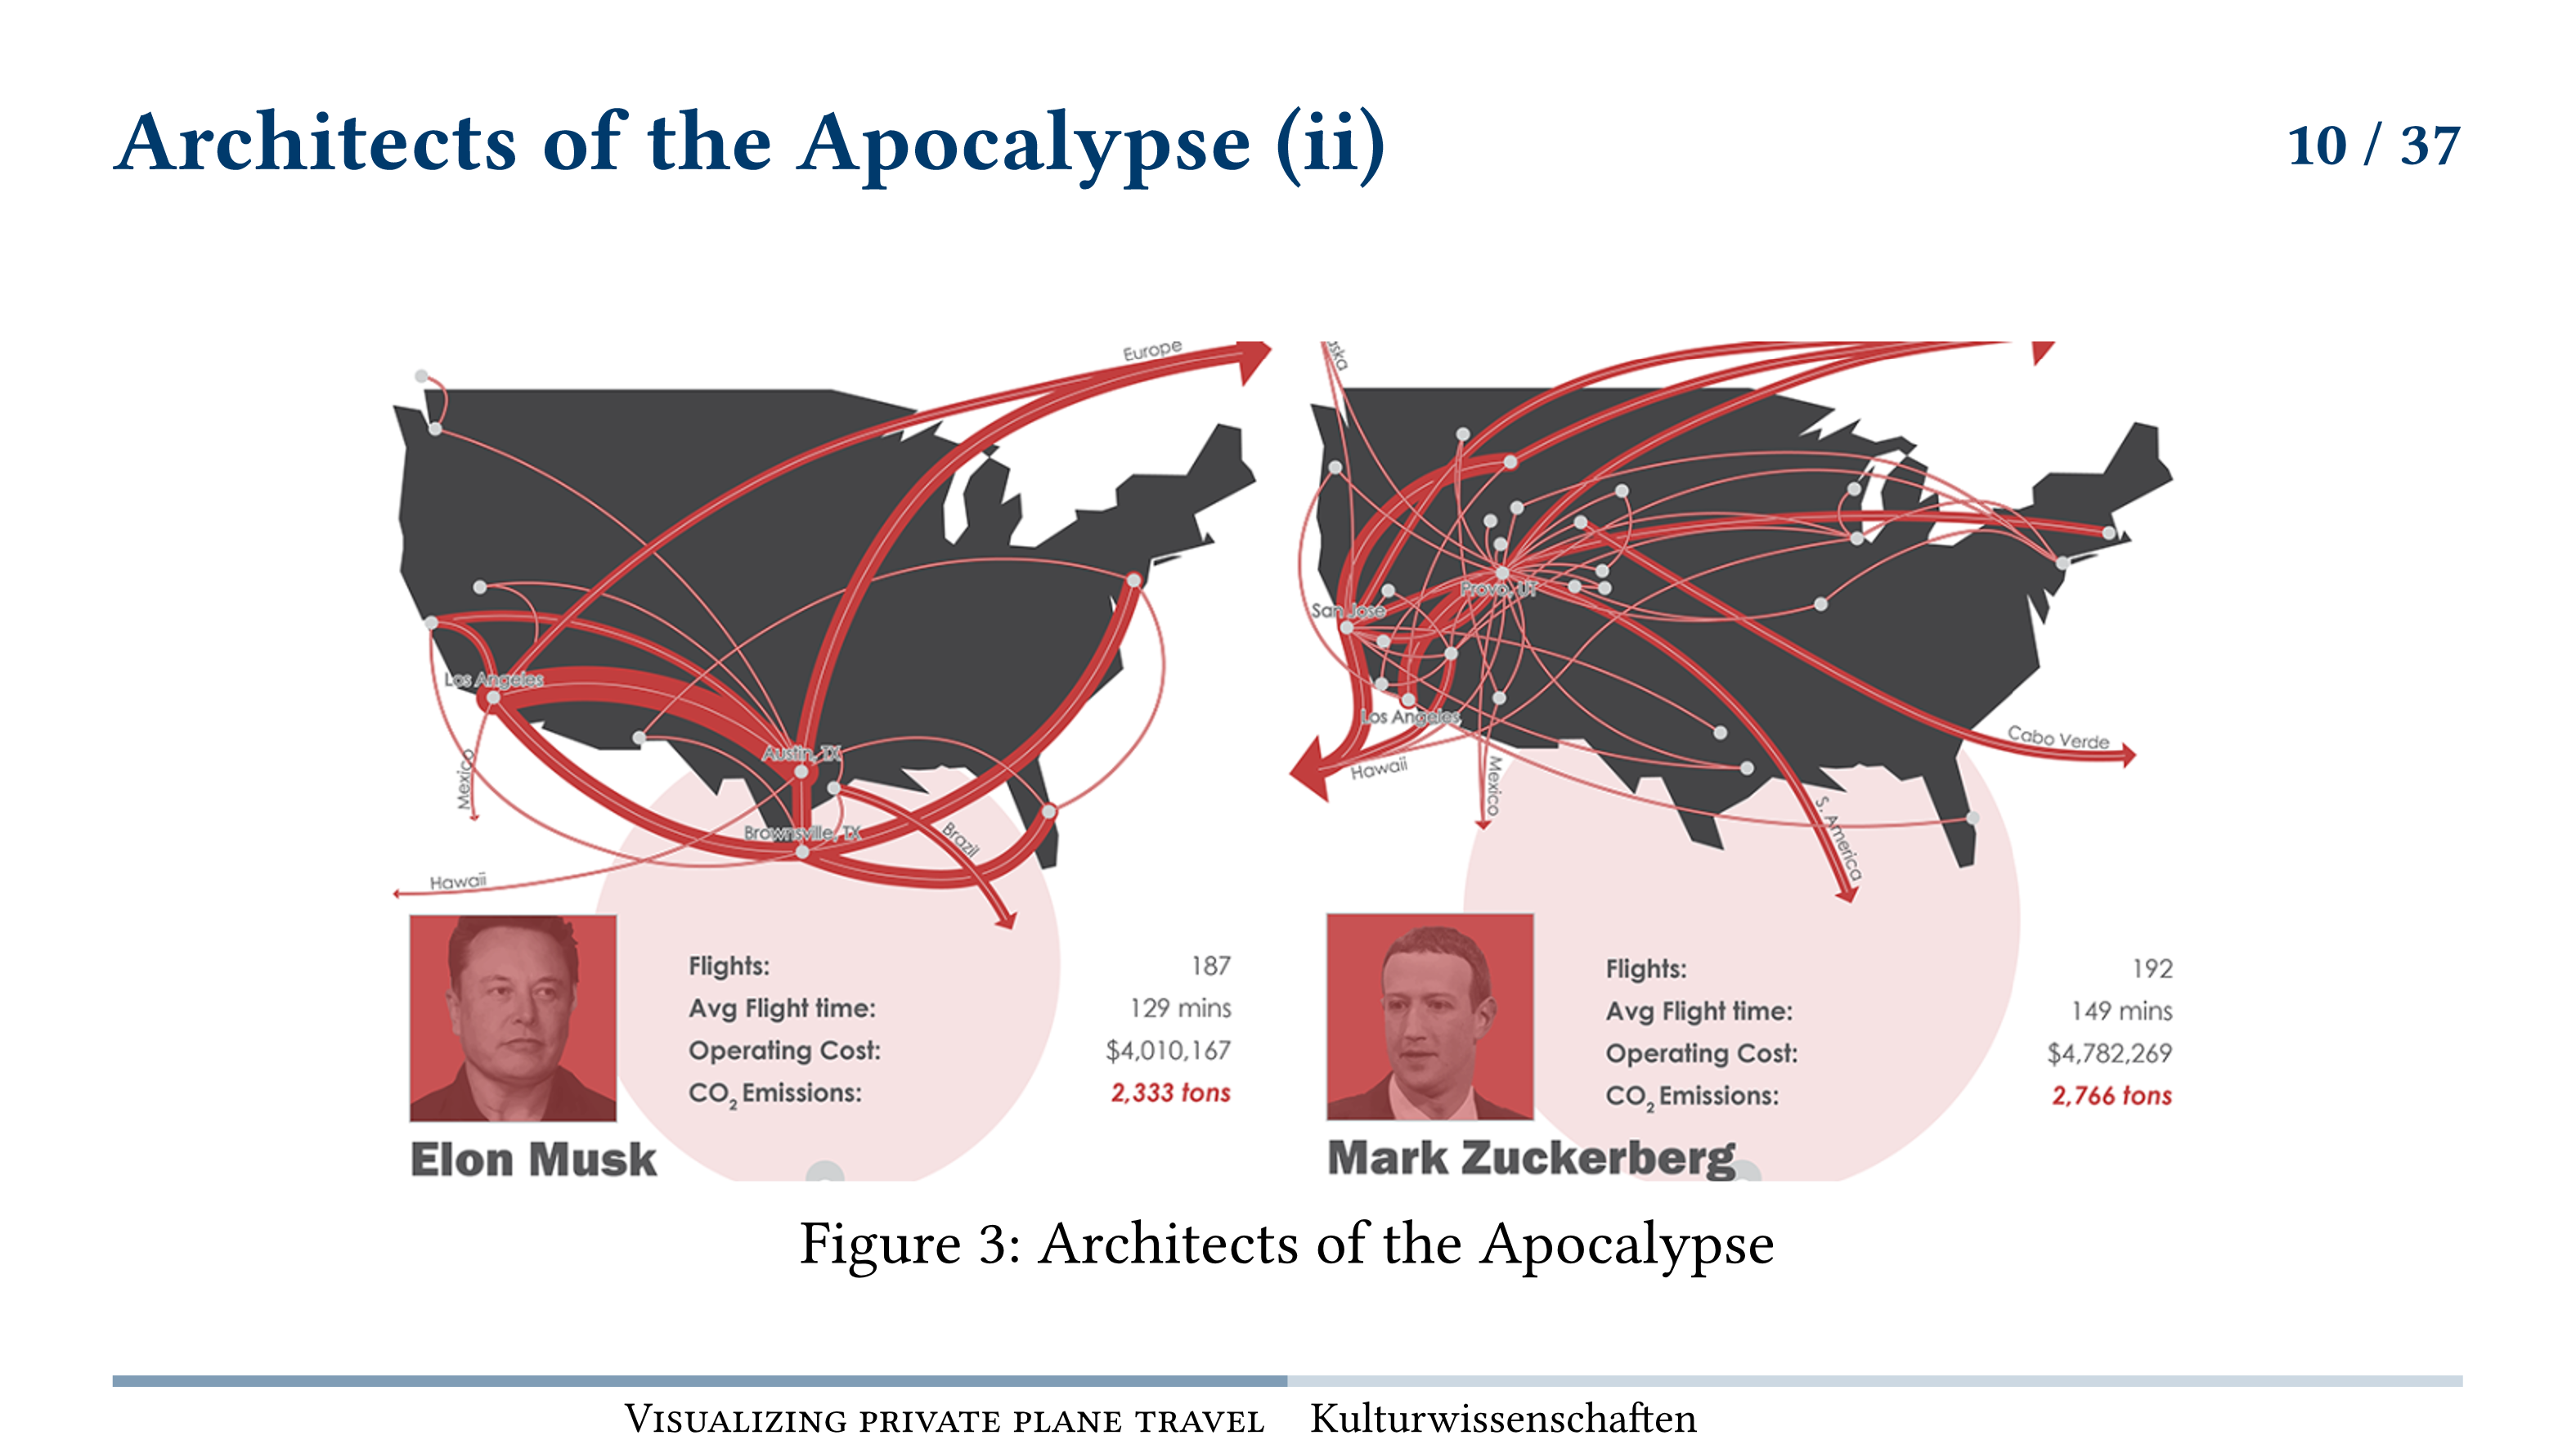 Architects of the Apocalypse (ii)
10 / 37
Europe
Los Angeles
Austin, TX
Mexico
Brownsville, TX
Brazil
Hawaii
Flights: 187
Avg Flight time: 129 mins
Operating Cost: $4,010,167
CO₂ Emissions: 2,333 tons
Elon Musk
San Jose
Provo, UT
Los Angeles
Hawaii
Mexico
Cabo Verde
S. America
Flights: 192
Avg Flight time: 149 mins
Operating Cost: $4,782,269
CO₂ Emissions: 2,766 tons
Mark Zuckerberg
Figure 3: Architects of the Apocalypse
Visualizing private plane travel
Kulturwissenschaften